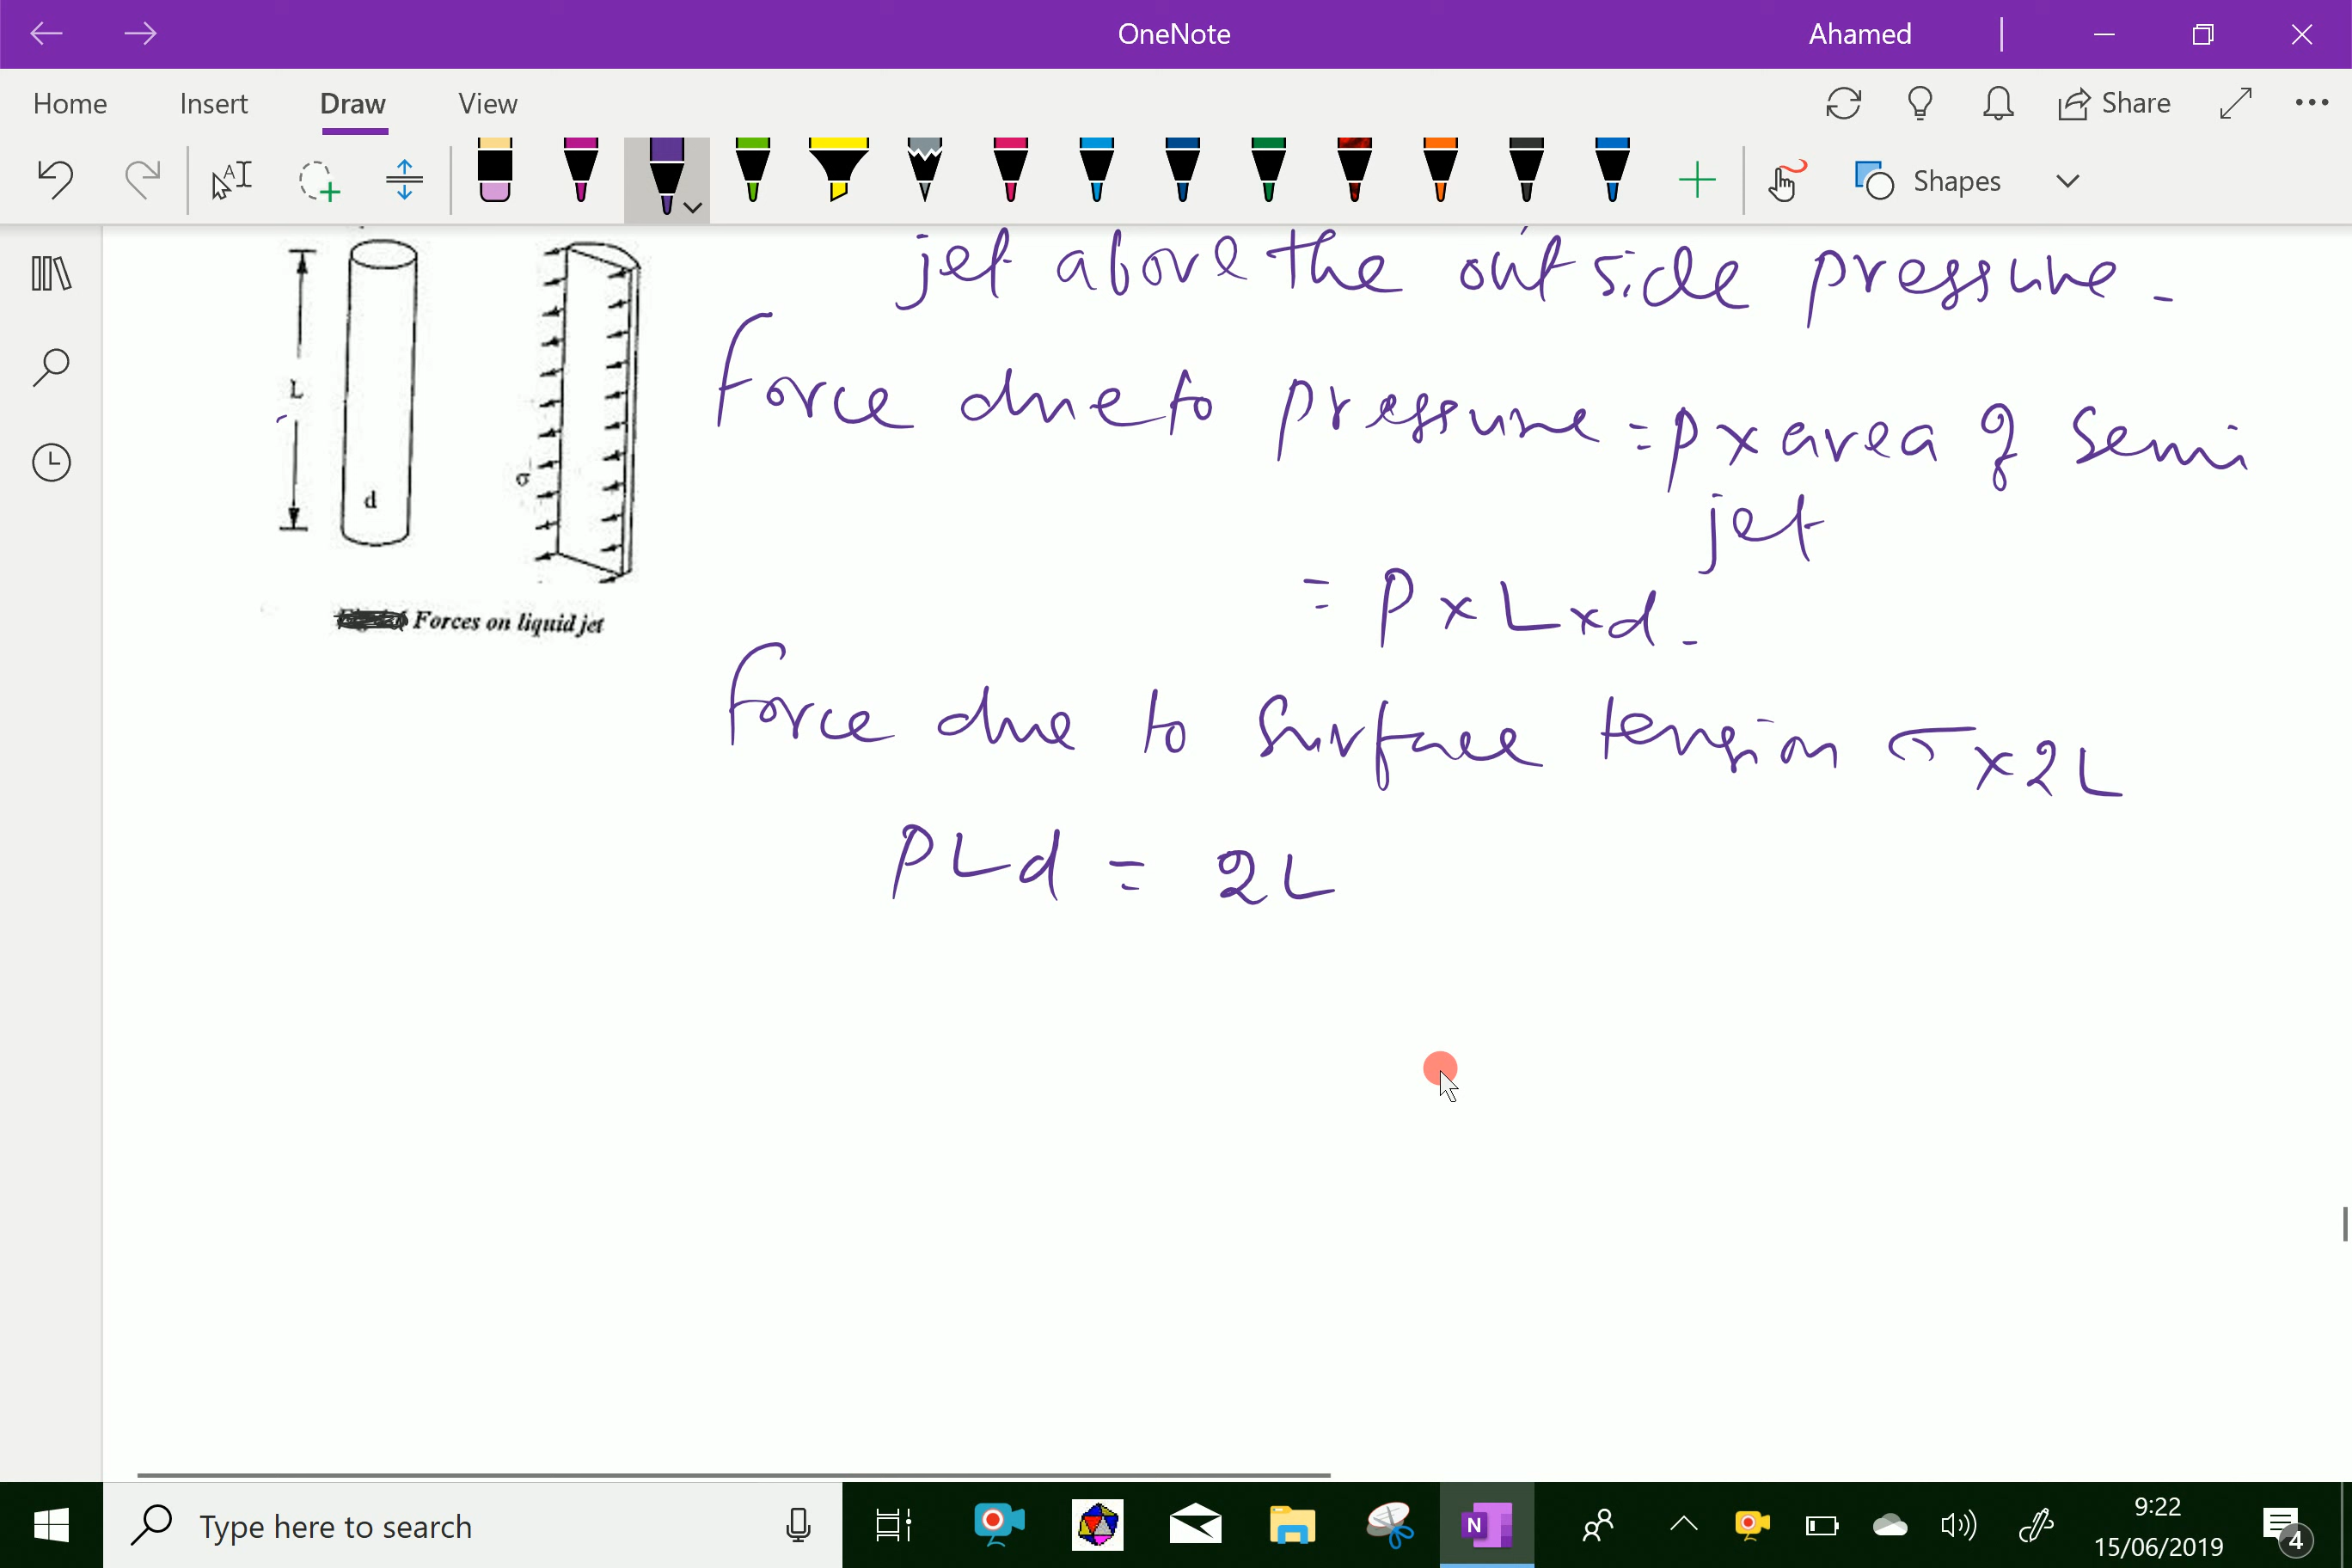 OneNote
Ahamed
Home Insert Draw View
Share
Shapes
jet above the outside pressure.
Force due to pressure = p x area of semi
jet
= P x L x d.
Force due to surface tension σ x 2L
PLd = 2L
L
d
σ
Forces on liquid jet
Type here to search
N
9:22
15/06/2019
4